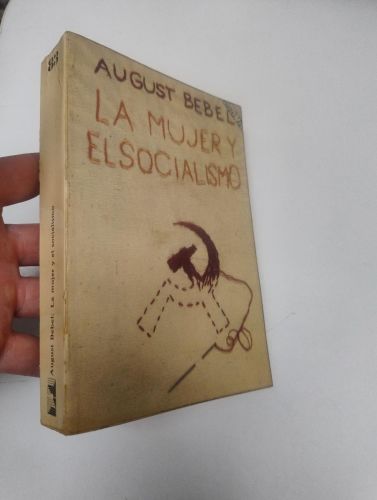 AUGUST BEBEL
LA MUJER Y
EL SOCIALISMO
August Bebel: La mujer y el socialismo